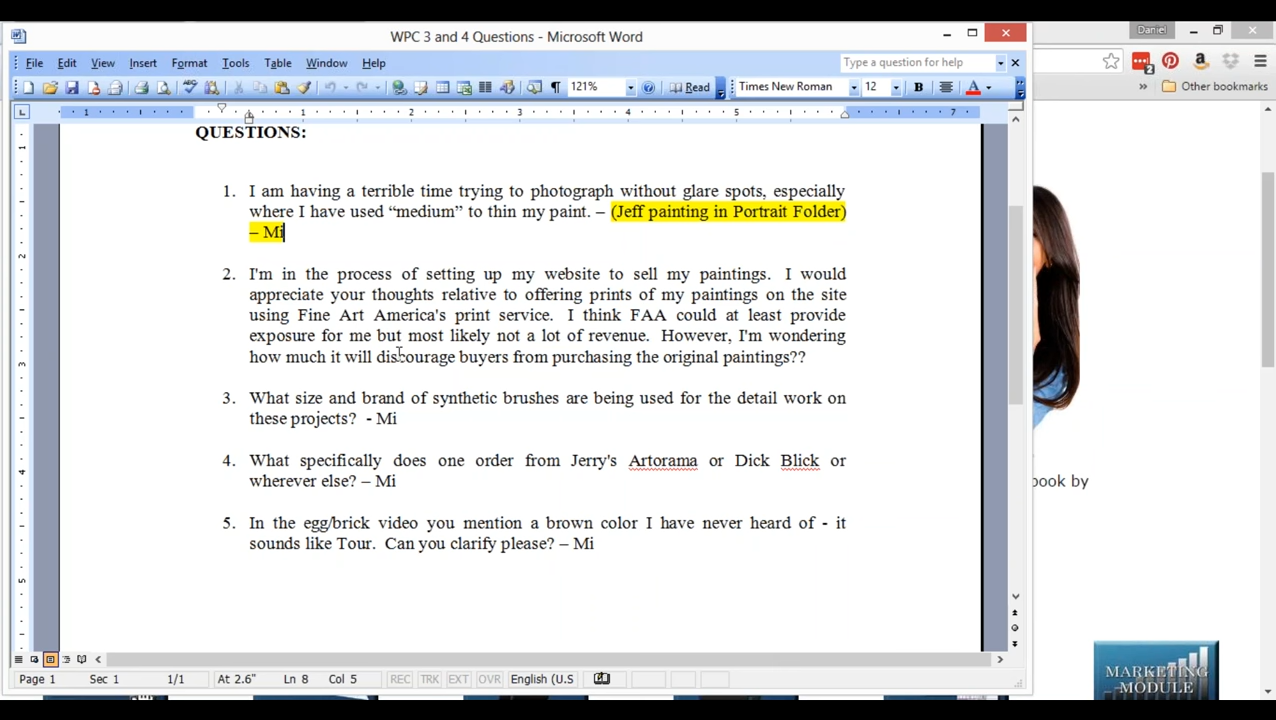 WPC 3 and 4 Questions - Microsoft Word
Daniel
File Edit View Insert Format Tools Table Window Help
Type a question for help
2
121%
Read
Times New Roman
12
B
A
» Other bookmarks
1 1 2 3 4 5 7
QUESTIONS:
1. I am having a terrible time trying to photograph without glare spots, especially
where I have used “medium” to thin my paint. – (Jeff painting in Portrait Folder)
– Mi
2. I'm in the process of setting up my website to sell my paintings. I would
appreciate your thoughts relative to offering prints of my paintings on the site
using Fine Art America's print service. I think FAA could at least provide
exposure for me but most likely not a lot of revenue. However, I'm wondering
how much it will discourage buyers from purchasing the original paintings??
3. What size and brand of synthetic brushes are being used for the detail work on
these projects? - Mi
4. What specifically does one order from Jerry's Artorama or Dick Blick or
wherever else? – Mi
ook by
5. In the egg/brick video you mention a brown color I have never heard of - it
sounds like Tour. Can you clarify please? – Mi
MARKETING
MODULE
Page 1 Sec 1 1/1 At 2.6" Ln 8 Col 5 REC TRK EXT OVR English (U.S